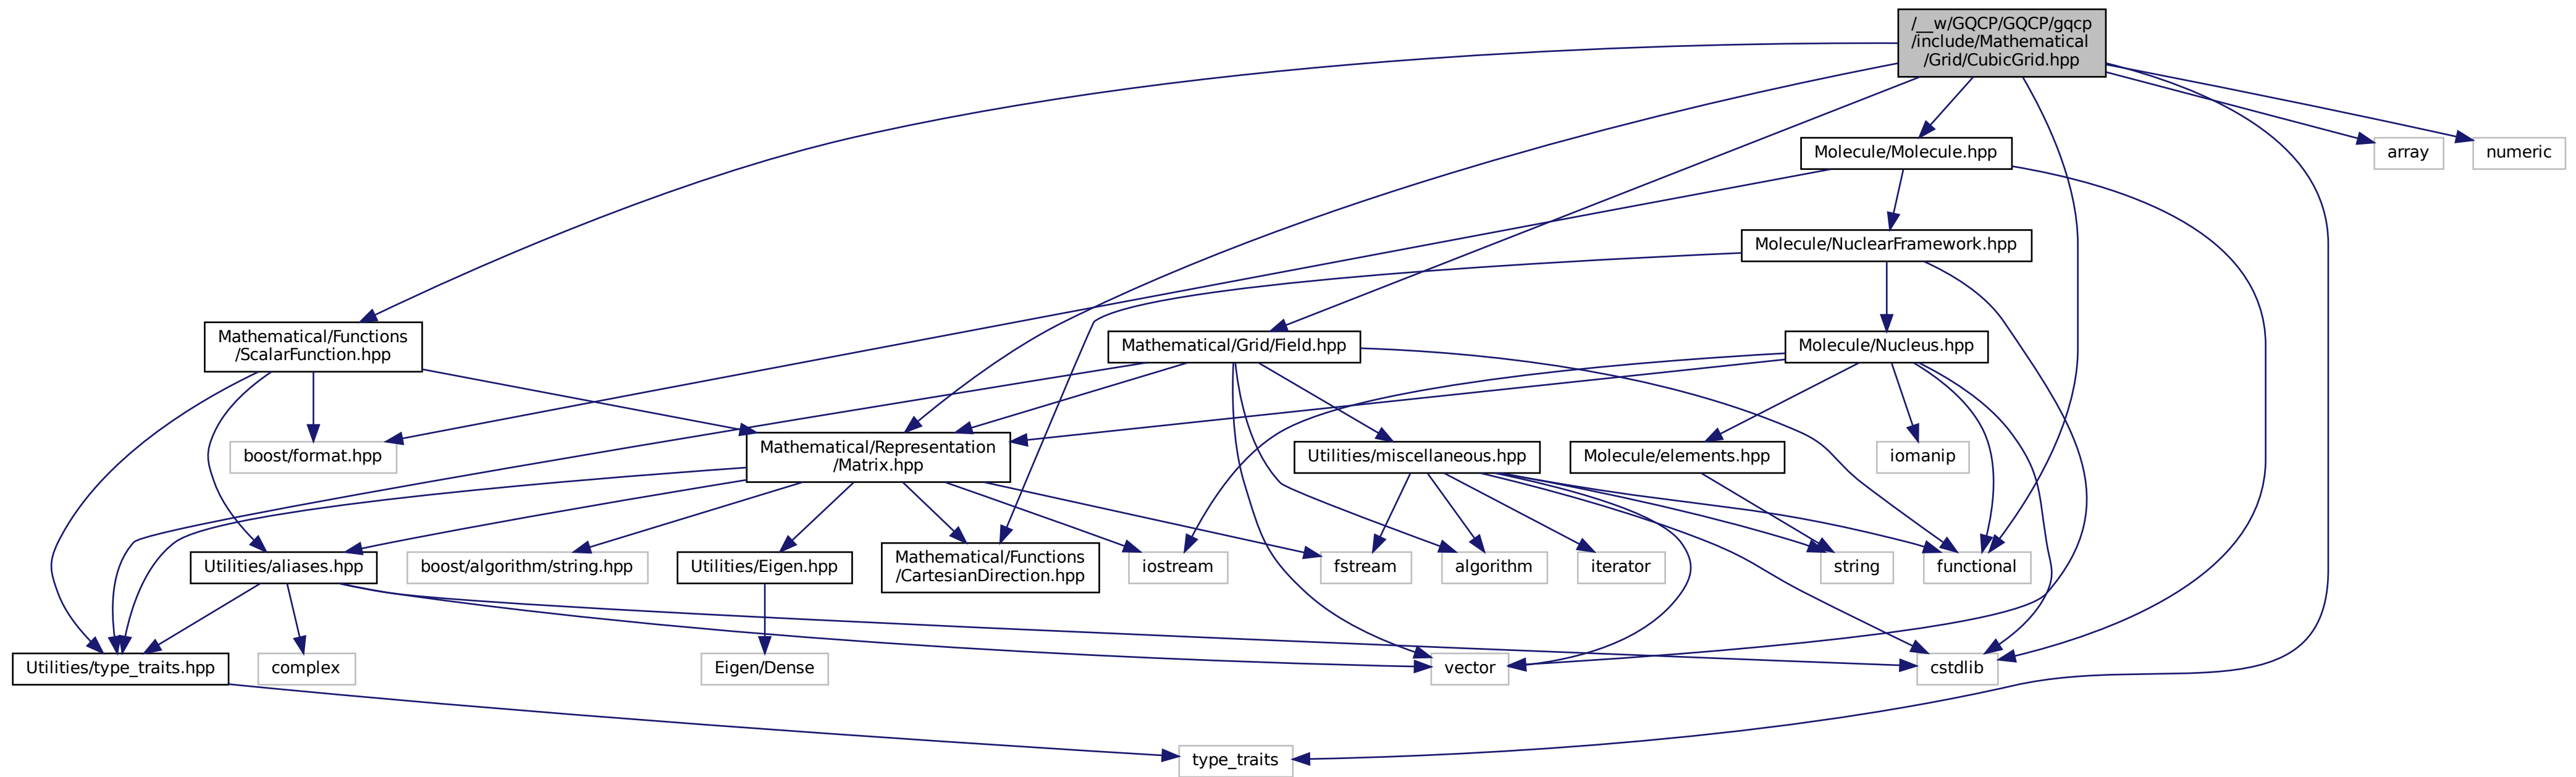 /__w/GQCP/GQCP/gqcp
/include/Mathematical
/Grid/CubicGrid.hpp
Molecule/Molecule.hpp
array
numeric
Molecule/NuclearFramework.hpp
Mathematical/Functions
/ScalarFunction.hpp
Mathematical/Grid/Field.hpp
Molecule/Nucleus.hpp
boost/format.hpp
Mathematical/Representation
/Matrix.hpp
Utilities/miscellaneous.hpp
Molecule/elements.hpp
iomanip
Utilities/aliases.hpp
boost/algorithm/string.hpp
Utilities/Eigen.hpp
Mathematical/Functions
/CartesianDirection.hpp
iostream
fstream
algorithm
iterator
string
functional
Utilities/type_traits.hpp
complex
Eigen/Dense
vector
cstdlib
type_traits